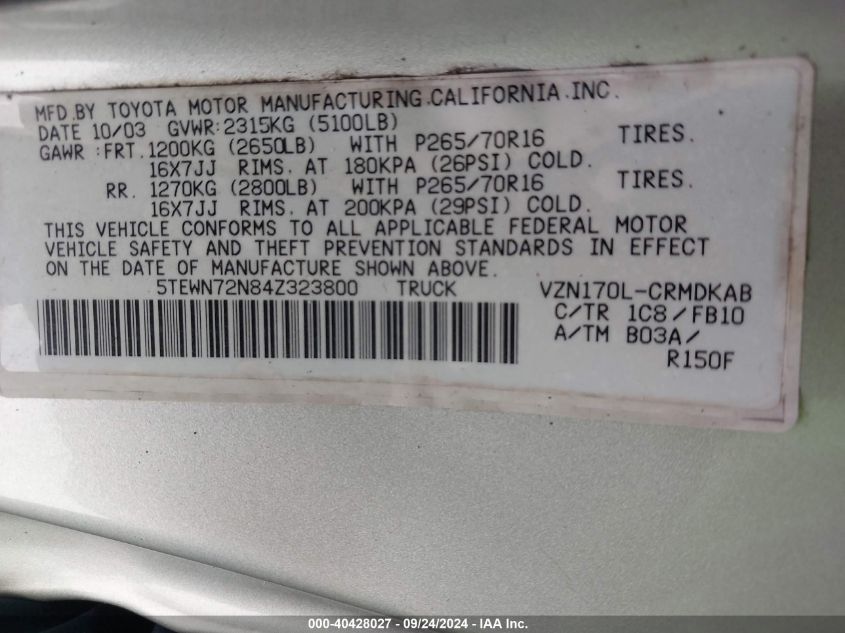 MFD.BY TOYOTA MOTOR MANUFACTURING.CALIFORNIA.INC.
DATE 10/03 GVWR:2315KG (5100LB)
GAWR :FRT.1200KG (2650LB) WITH P265/70R16 TIRES.
16X7JJ RIMS. AT 180KPA (26PSI) COLD.
RR. 1270KG (2800LB) WITH P265/70R16 TIRES.
16X7JJ RIMS. AT 200KPA (29PSI) COLD.
THIS VEHICLE CONFORMS TO ALL APPLICABLE FEDERAL MOTOR
VEHICLE SAFETY AND THEFT PREVENTION STANDARDS IN EFFECT
ON THE DATE OF MANUFACTURE SHOWN ABOVE.
5TEWN72N84Z323800 TRUCK VZN170L-CRMDKAB
C/TR 1C8/FB10
A/TM B03A/
R150F
000-40428027 - 09/24/2024 - IAA Inc.